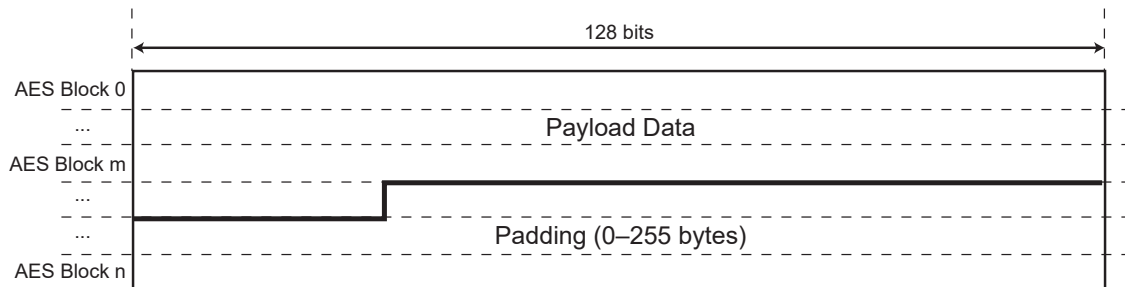 128 bits
AES Block 0
...
Payload Data
AES Block m
...
...
Padding (0–255 bytes)
AES Block n